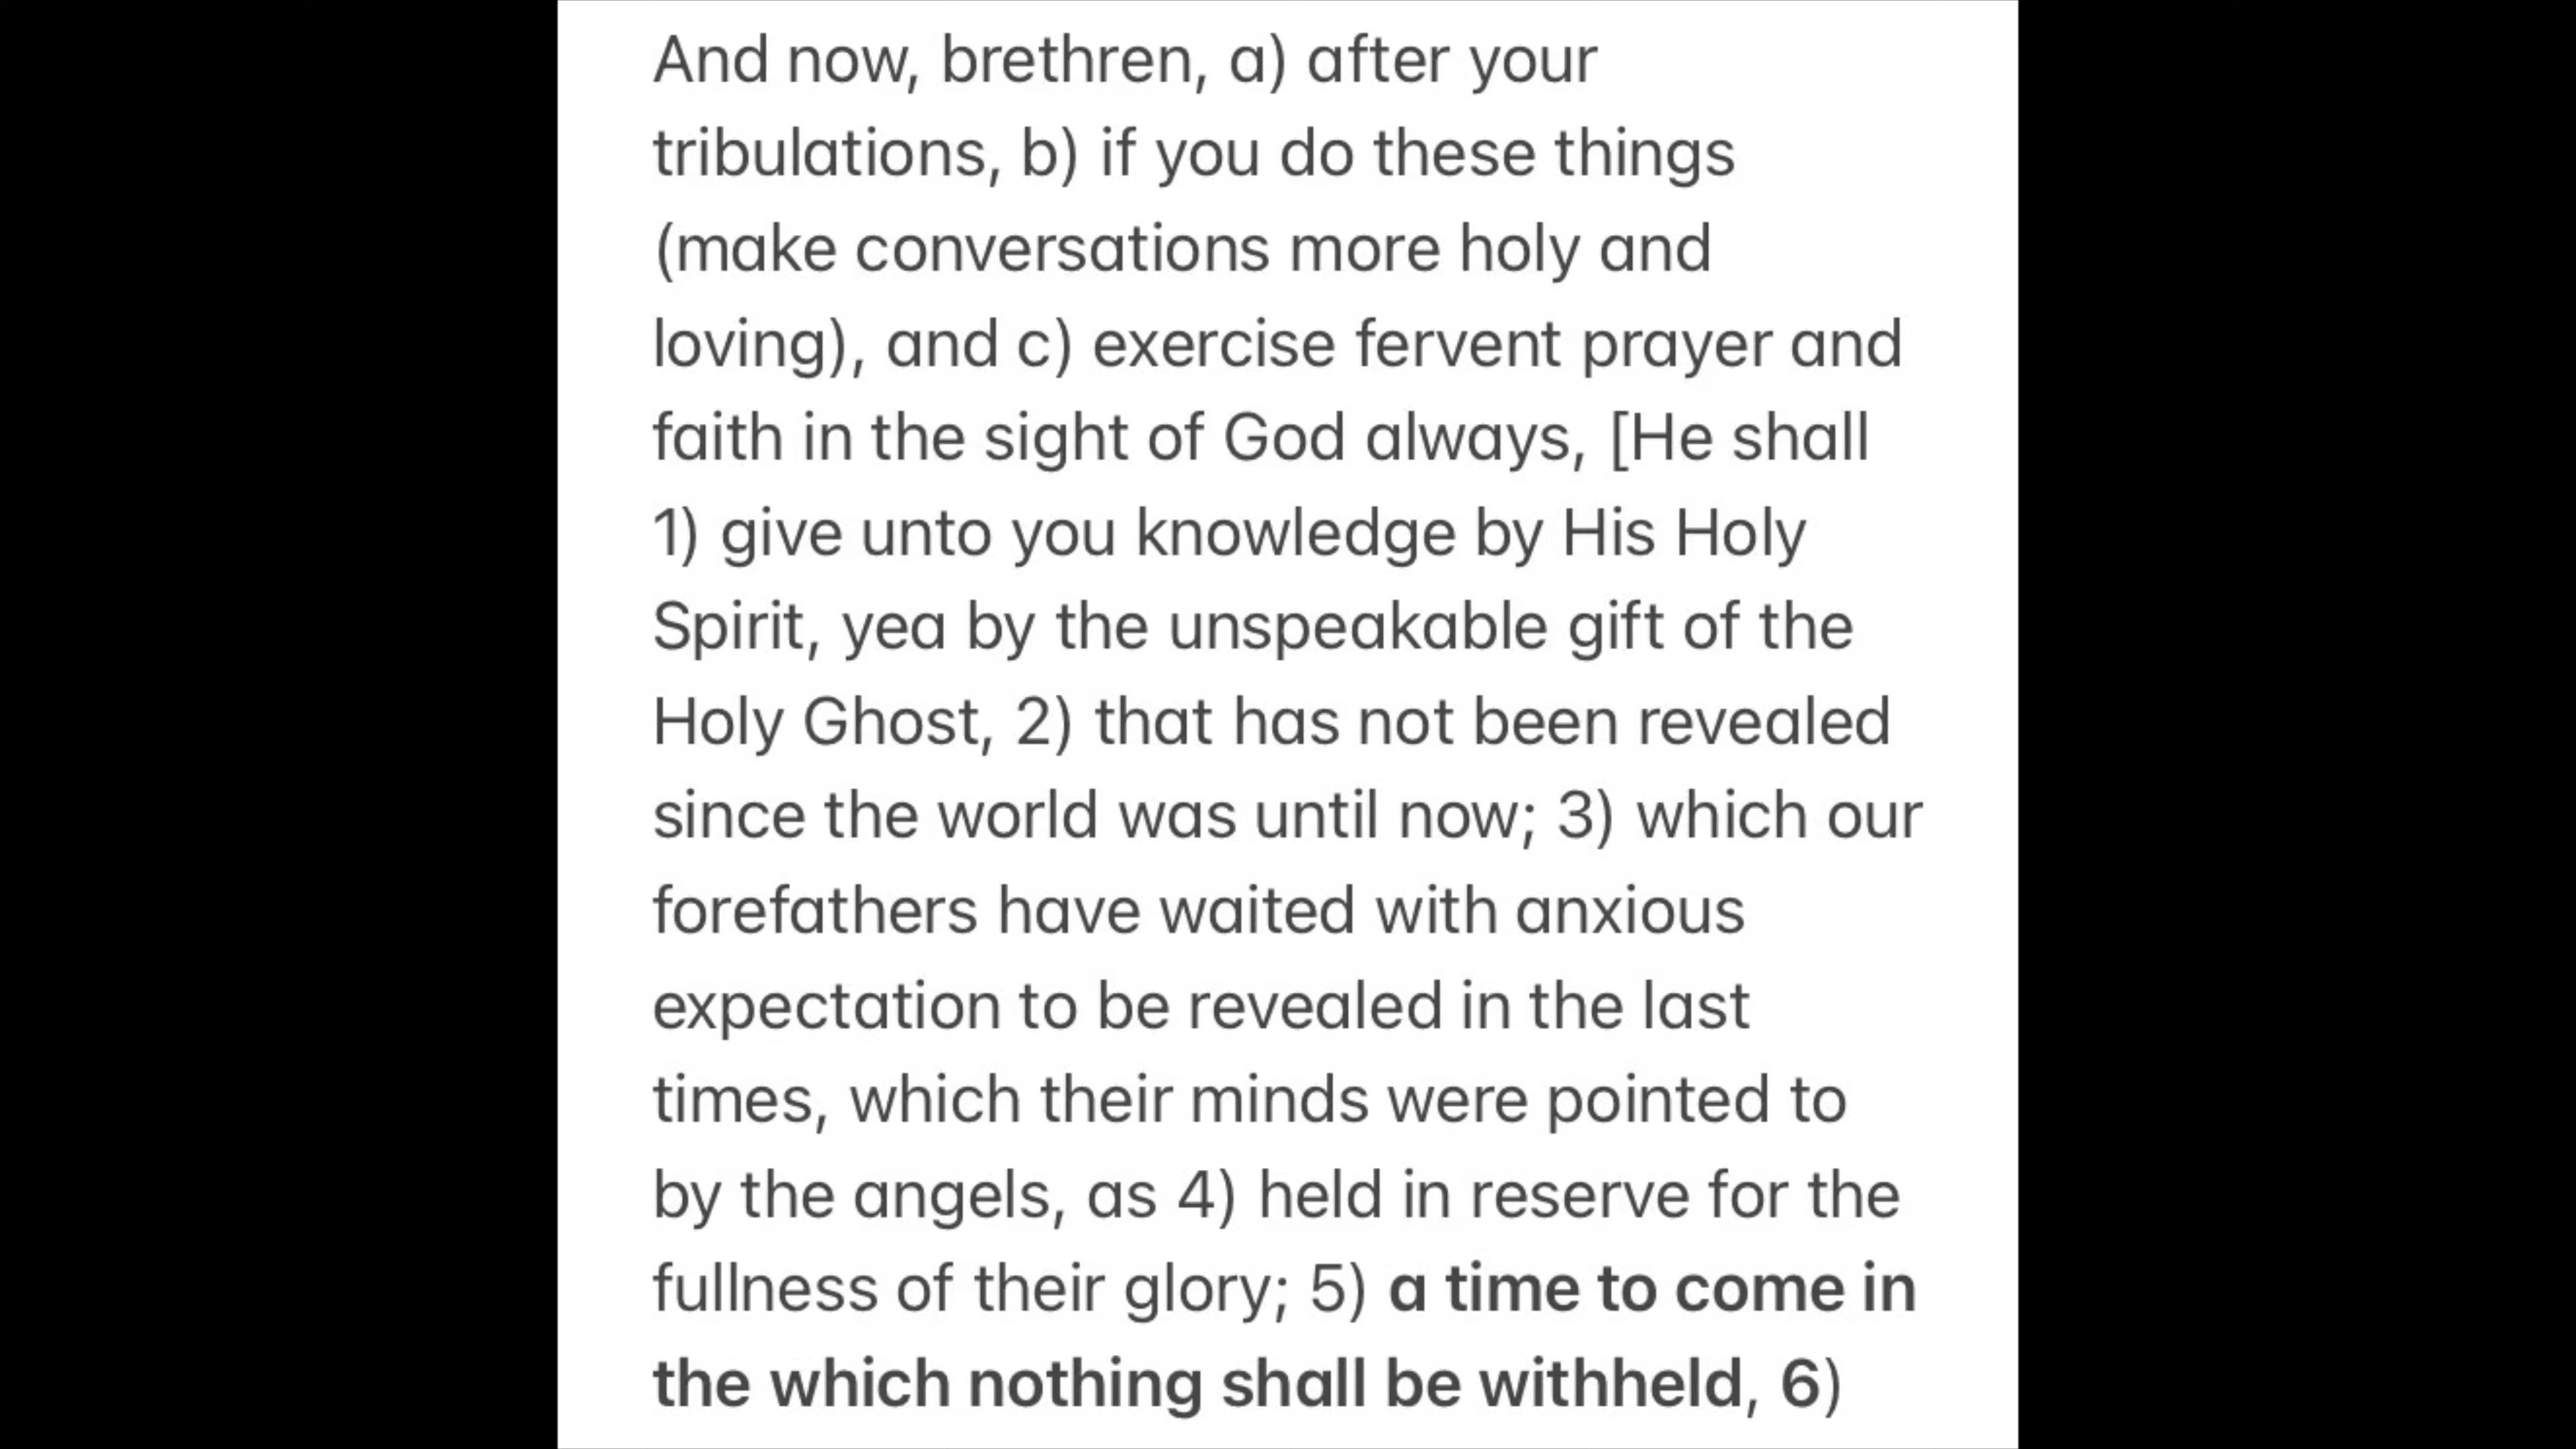 And now, brethren, a) after your
tribulations, b) if you do these things
(make conversations more holy and
loving), and c) exercise fervent prayer and
faith in the sight of God always, [He shall
1) give unto you knowledge by His Holy
Spirit, yea by the unspeakable gift of the
Holy Ghost, 2) that has not been revealed
since the world was until now; 3) which our
forefathers have waited with anxious
expectation to be revealed in the last
times, which their minds were pointed to
by the angels, as 4) held in reserve for the
fullness of their glory; 5) a time to come in
the which nothing shall be withheld, 6)